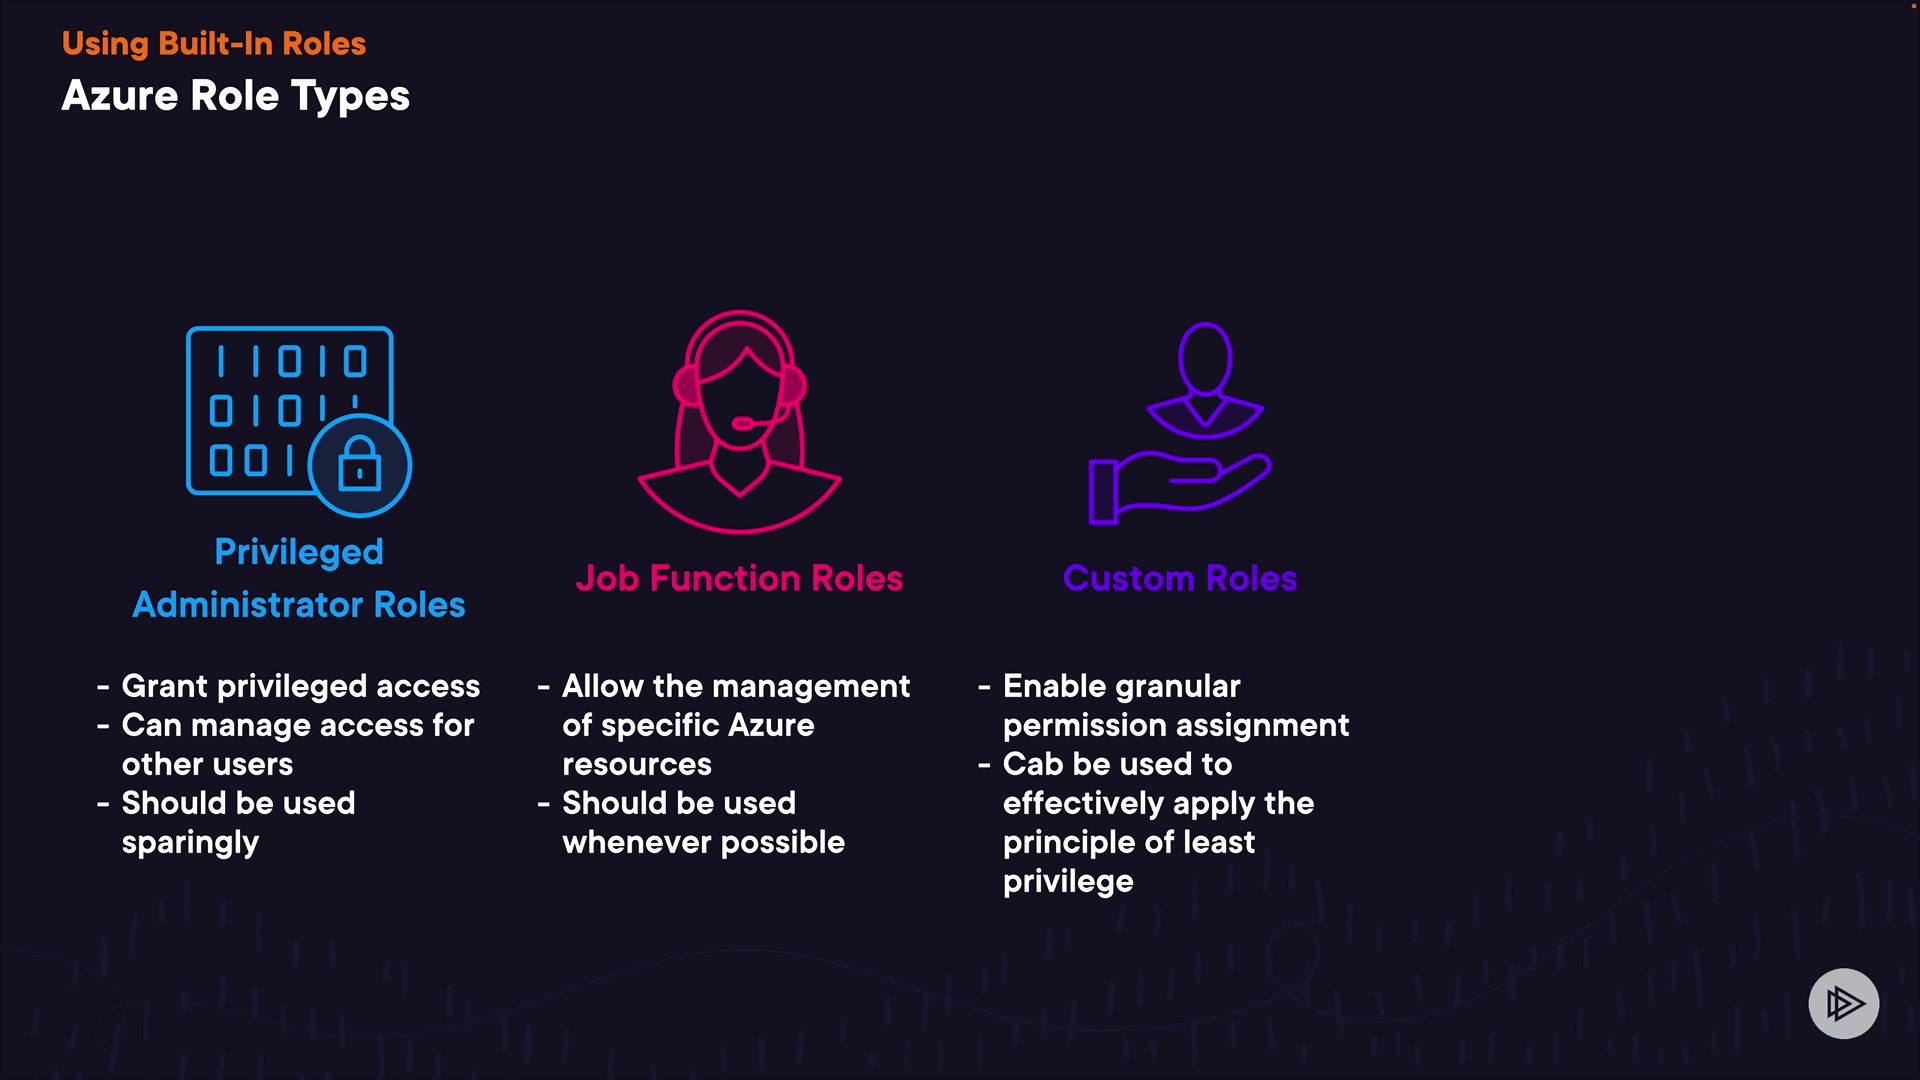 Using Built-In Roles
Azure Role Types
11010
01011
001
Privileged
Administrator Roles
- Grant privileged access
- Can manage access for
other users
- Should be used
sparingly
Job Function Roles
- Allow the management
of specific Azure
resources
- Should be used
whenever possible
Custom Roles
- Enable granular
permission assignment
- Cab be used to
effectively apply the
principle of least
privilege